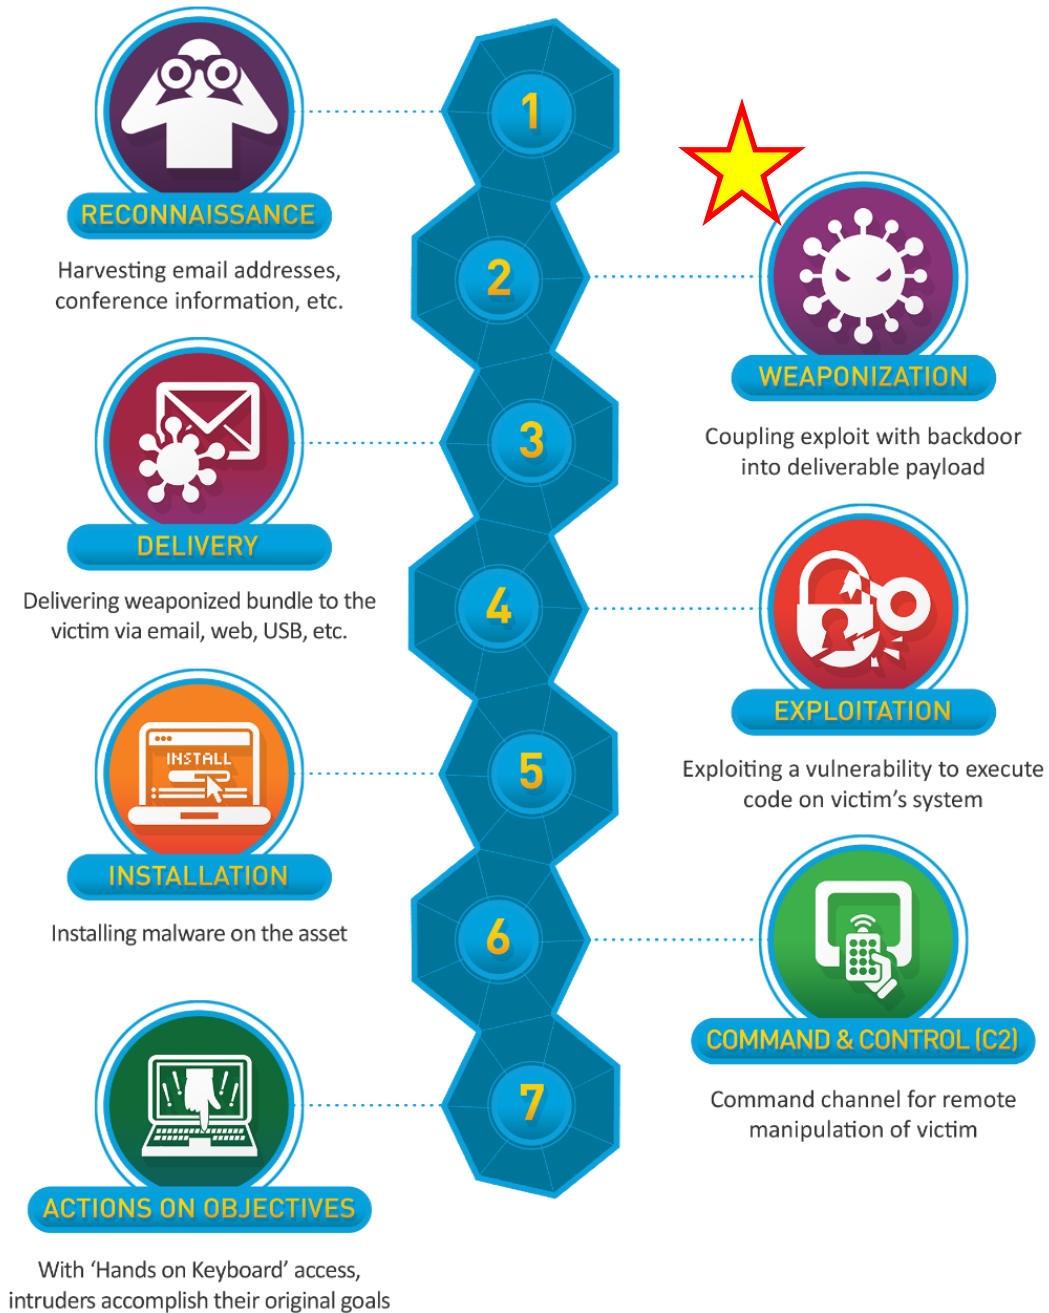 1
RECONNAISSANCE
Harvesting email addresses,
conference information, etc.
2
WEAPONIZATION
Coupling exploit with backdoor
into deliverable payload
3
DELIVERY
Delivering weaponized bundle to the
victim via email, web, USB, etc.
4
EXPLOITATION
Exploiting a vulnerability to execute
code on victim’s system
5
INSTALL
INSTALLATION
Installing malware on the asset
6
COMMAND & CONTROL (C2)
Command channel for remote
manipulation of victim
7
ACTIONS ON OBJECTIVES
With ‘Hands on Keyboard’ access,
intruders accomplish their original goals